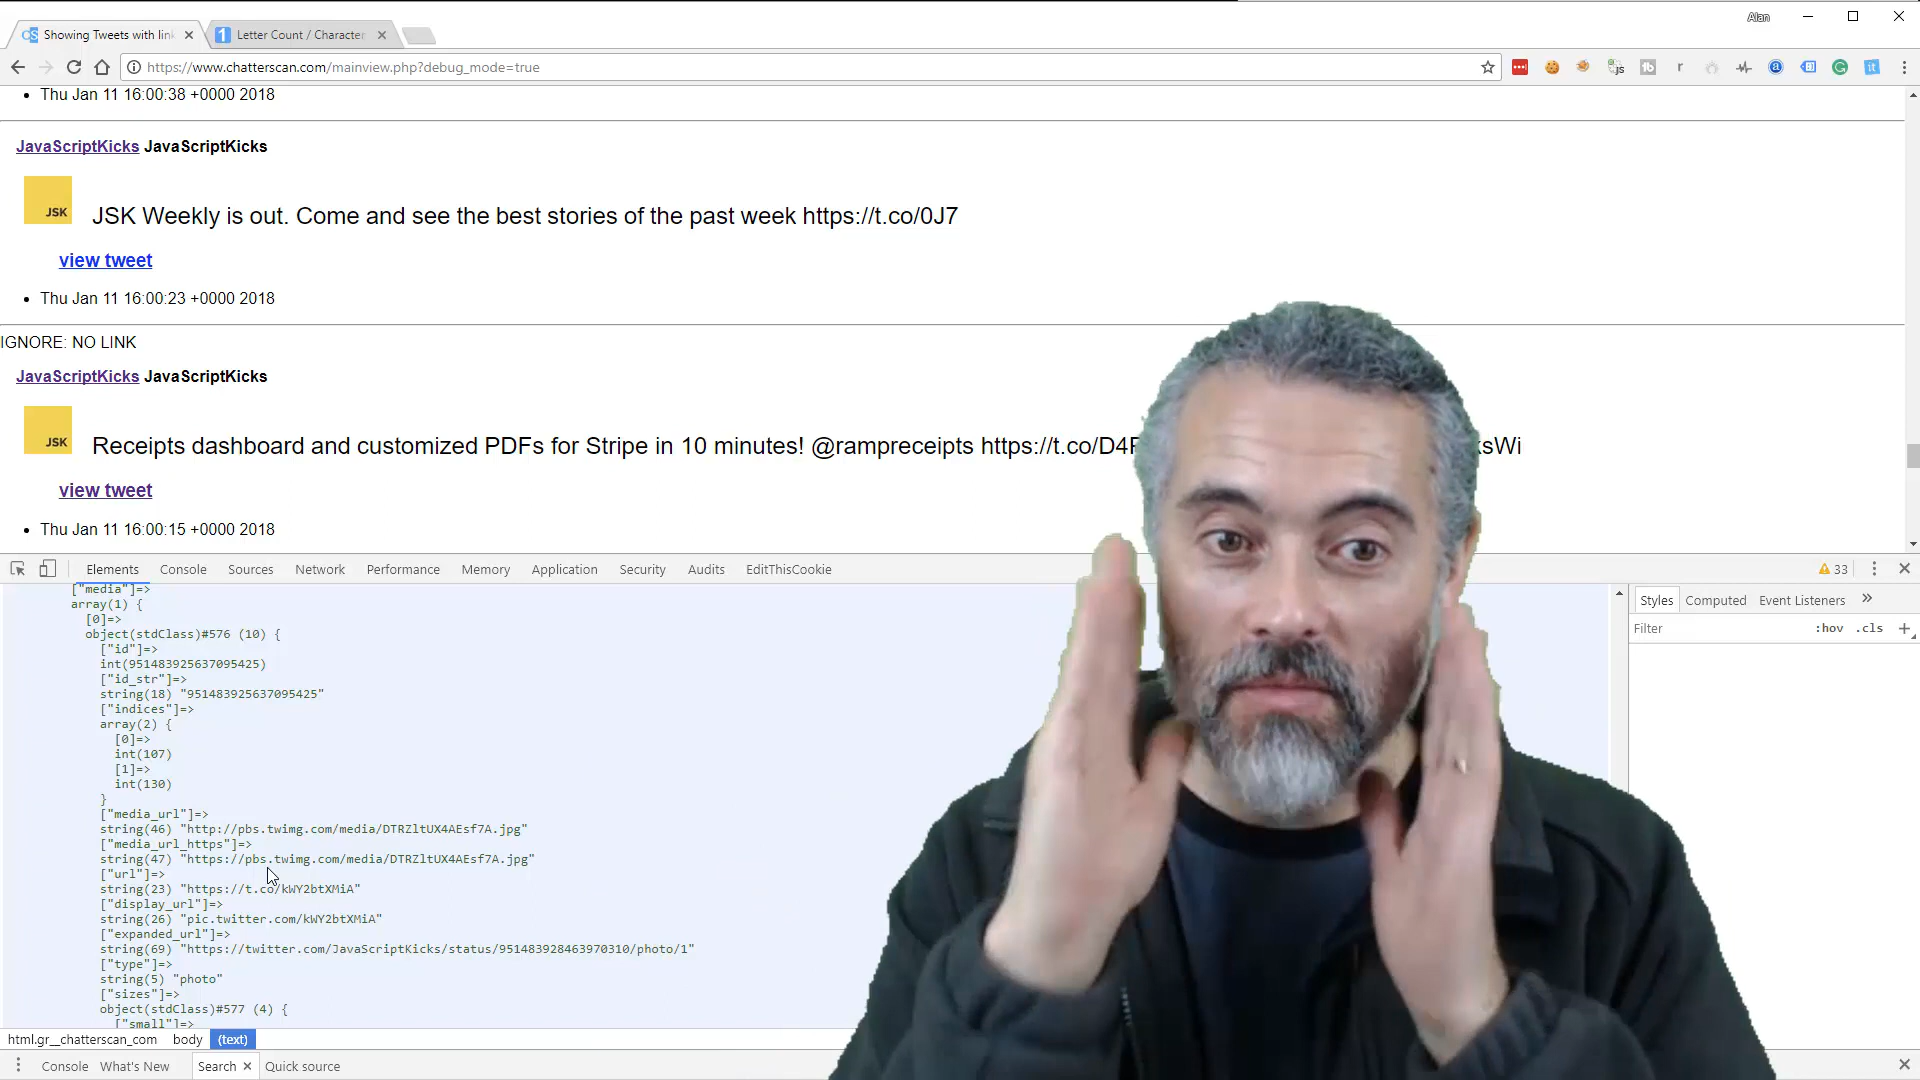 Alan
Showing Tweets with link
Letter Count / Character
https://www.chatterscan.com/mainview.php?debug_mode=true
• Thu Jan 11 16:00:38 +0000 2018
JavaScriptKicks JavaScriptKicks
JSK
JSK Weekly is out. Come and see the best stories of the past week https://t.co/0J7
view tweet
• Thu Jan 11 16:00:23 +0000 2018
IGNORE: NO LINK
JavaScriptKicks JavaScriptKicks
JSK
Receipts dashboard and customized PDFs for Stripe in 10 minutes! @rampreceipts https://t.co/D4 ksWi
view tweet
• Thu Jan 11 16:00:15 +0000 2018
Elements Console Sources Network Performance Memory Application Security Audits EditThisCookie 33
["media"]=>
array(1) {
[0]=>
object(stdClass)#576 (10) {
["id"]=>
int(951483925637095425)
["id_str"]=>
string(18) "951483925637095425"
["indices"]=>
array(2) {
[0]=>
int(107)
[1]=>
int(130)
}
["media_url"]=>
string(46) "http://pbs.twimg.com/media/DTRZltUX4AEsf7A.jpg"
["media_url_https"]=>
string(47) "https://pbs.twimg.com/media/DTRZltUX4AEsf7A.jpg"
["url"]=>
string(23) "https://t.co/kWY2btXMiA"
["display_url"]=>
string(26) "pic.twitter.com/kWY2btXMiA"
["expanded_url"]=>
string(69) "https://twitter.com/JavaScriptKicks/status/951483928463970310/photo/1"
["type"]=>
string(5) "photo"
["sizes"]=>
object(stdClass)#577 (4) {
["small"]=>
Styles Computed Event Listeners »
Filter :hov .cls +
html.gr__chatterscan_com body (text)
Console What's New Search × Quick source